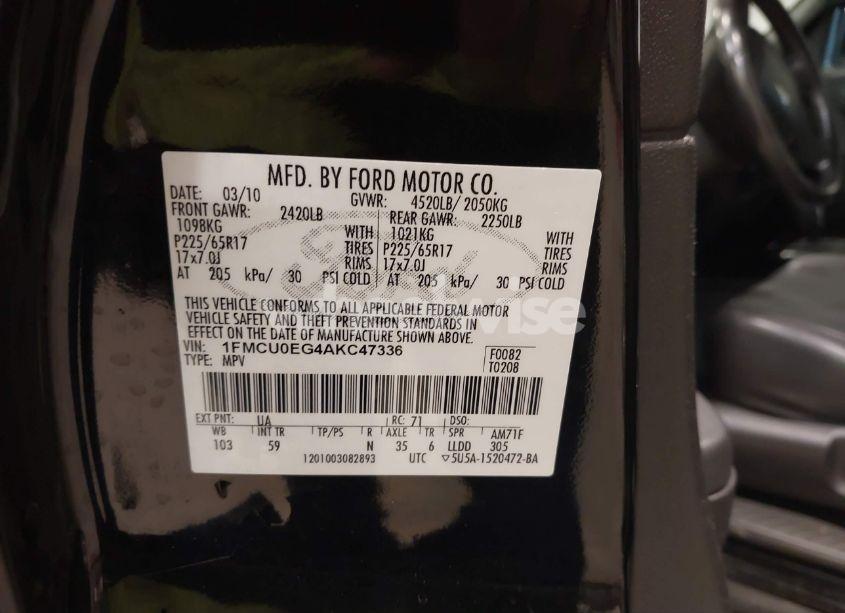 MFD. BY FORD MOTOR CO.
DATE: 03/10 GVWR: 4520LB/ 2050KG
FRONT GAWR: 2420LB REAR GAWR: 2250LB
1098KG WITH 1021KG WITH
P225/65R17 TIRES P225/65R17 TIRES
17x7.0J RIMS 17x7.0J RIMS
AT 205 kPa/ 30 PSI COLD AT 205 kPa/ 30 PSI COLD
THIS VEHICLE CONFORMS TO ALL APPLICABLE FEDERAL MOTOR
VEHICLE SAFETY AND THEFT PREVENTION STANDARDS IN
EFFECT ON THE DATE OF MANUFACTURE SHOWN ABOVE.
VIN: 1FMCU0EG4AKC47336 F0082
TYPE: MPV T0208
EXT PNT: UA RC: 71 DSO:
WB INT TR TP/PS R AXLE TR SPR AM71F
103 59 N 35 6 LLDD 305
1201003082893 UTC ▽5U5A-1520472-BA
Ford